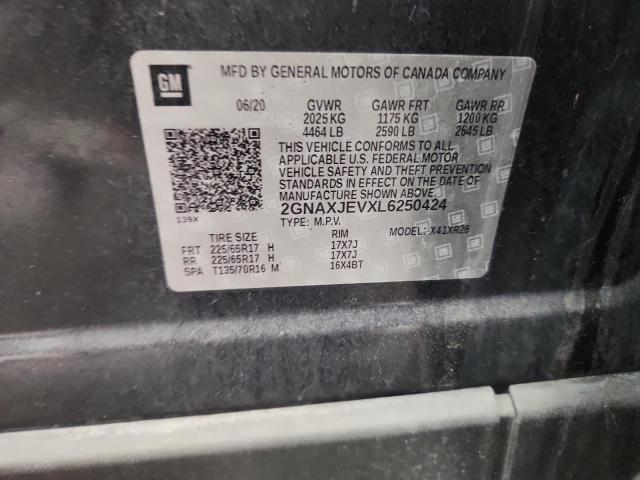 GM
MFD BY GENERAL MOTORS OF CANADA COMPANY
06/20 GVWR GAWR FRT GAWR RR
2025 KG 1175 KG 1200 KG
4464 LB 2590 LB 2645 LB
THIS VEHICLE CONFORMS TO ALL
APPLICABLE U.S. FEDERAL MOTOR
VEHICLE SAFETY AND THEFT
PREVENTION STANDARDS IN EFFECT ON
THE DATE OF MANUFACTURE SHOWN ABOVE.
2GNAXJEVXL6250424
139X
TYPE: M.P.V. MODEL: X41XR26
TIRE SIZE RIM
FRT 225/65R17 H 17X7J
RR 225/65R17 H 17X7J
SPA T135/70R16 M 16X4BT